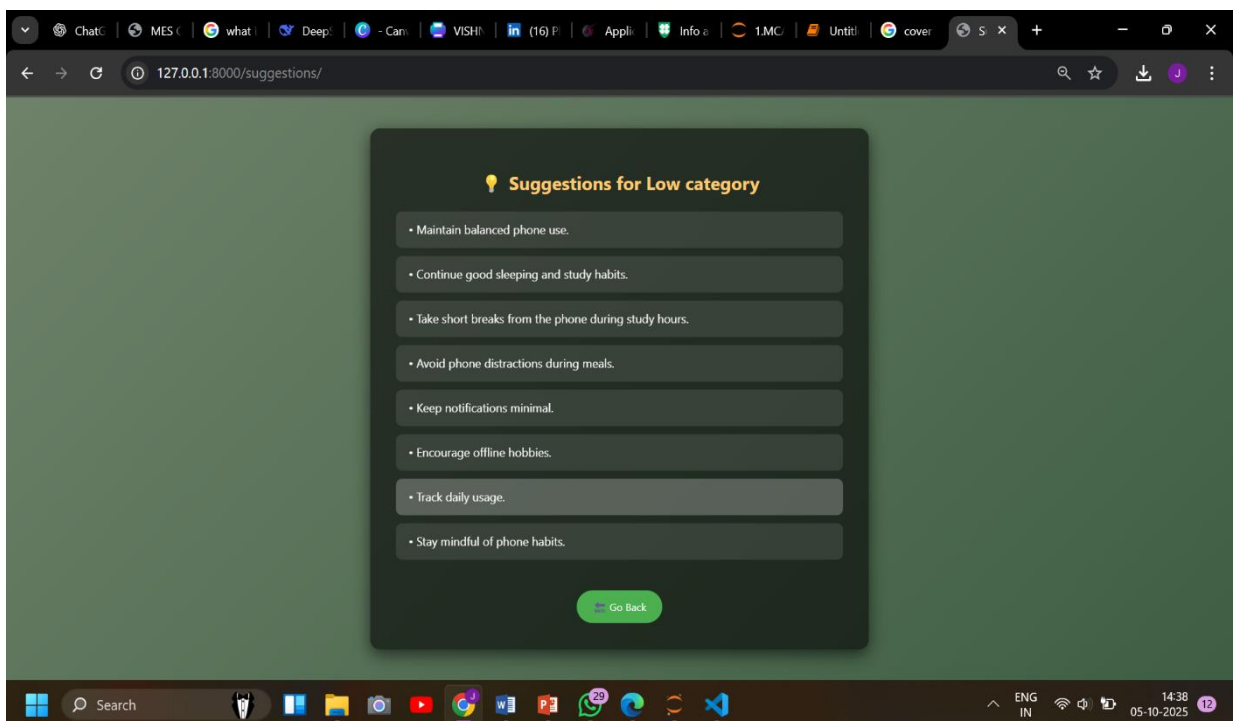 ChatG
MES C
what i
DeepS
- Can
VISHN
in (16) P
Applic
Info a
1.MC
Untitl
cover
S
127.0.0.1:8000/suggestions/
J
Suggestions for Low category
• Maintain balanced phone use.
• Continue good sleeping and study habits.
• Take short breaks from the phone during study hours.
• Avoid phone distractions during meals.
• Keep notifications minimal.
• Encourage offline hobbies.
• Track daily usage.
• Stay mindful of phone habits.
Go Back
Search
29
ENG
IN
14:38
05-10-2025
12